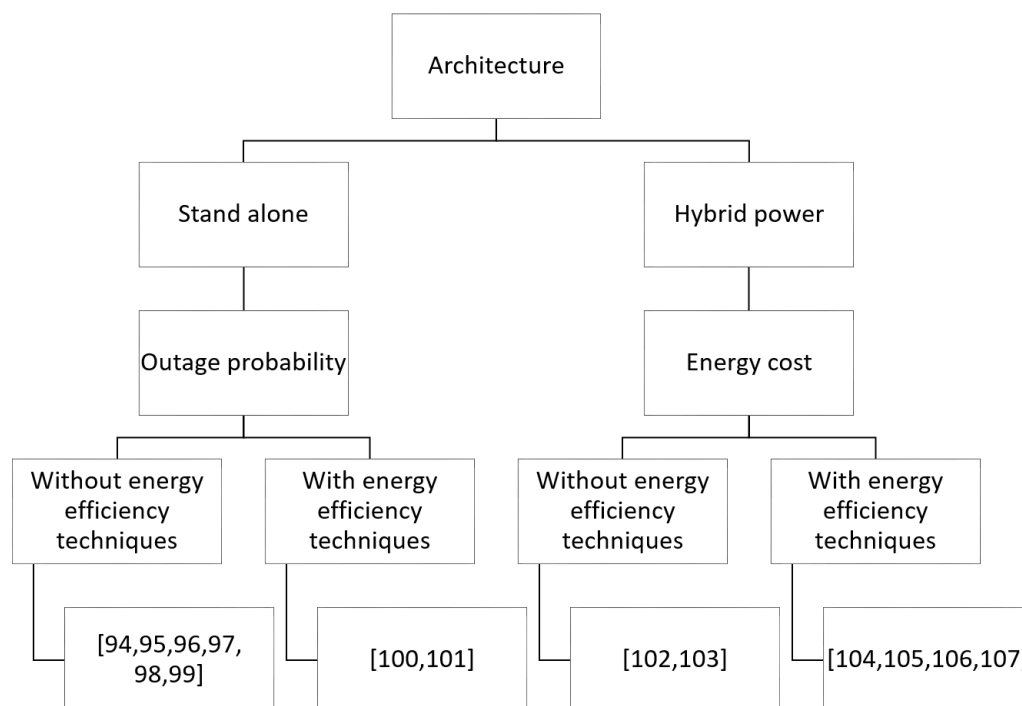 Architecture
Stand alone
Hybrid power
Outage probability
Energy cost
Without energy
efficiency
techniques
With energy
efficiency
techniques
Without energy
efficiency
techniques
With energy
efficiency
techniques
[94,95,96,97,
98,99]
[100,101]
[102,103]
[104,105,106,107